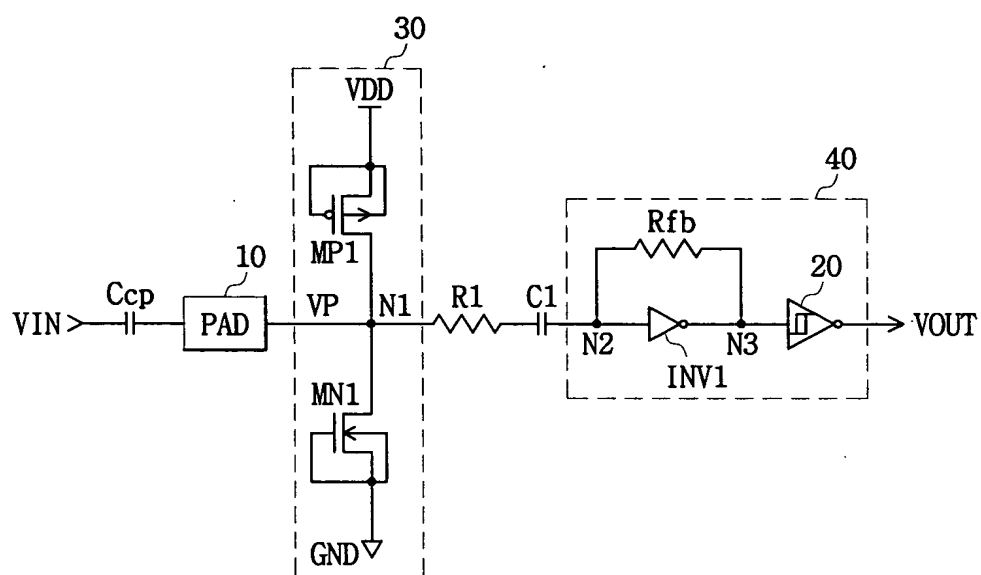 30
VDD
40
MP1
Rfb
10
20
Ccp
VP
N1
R1
C1
VIN
PAD
VOUT
N2
N3
INV1
MN1
GND